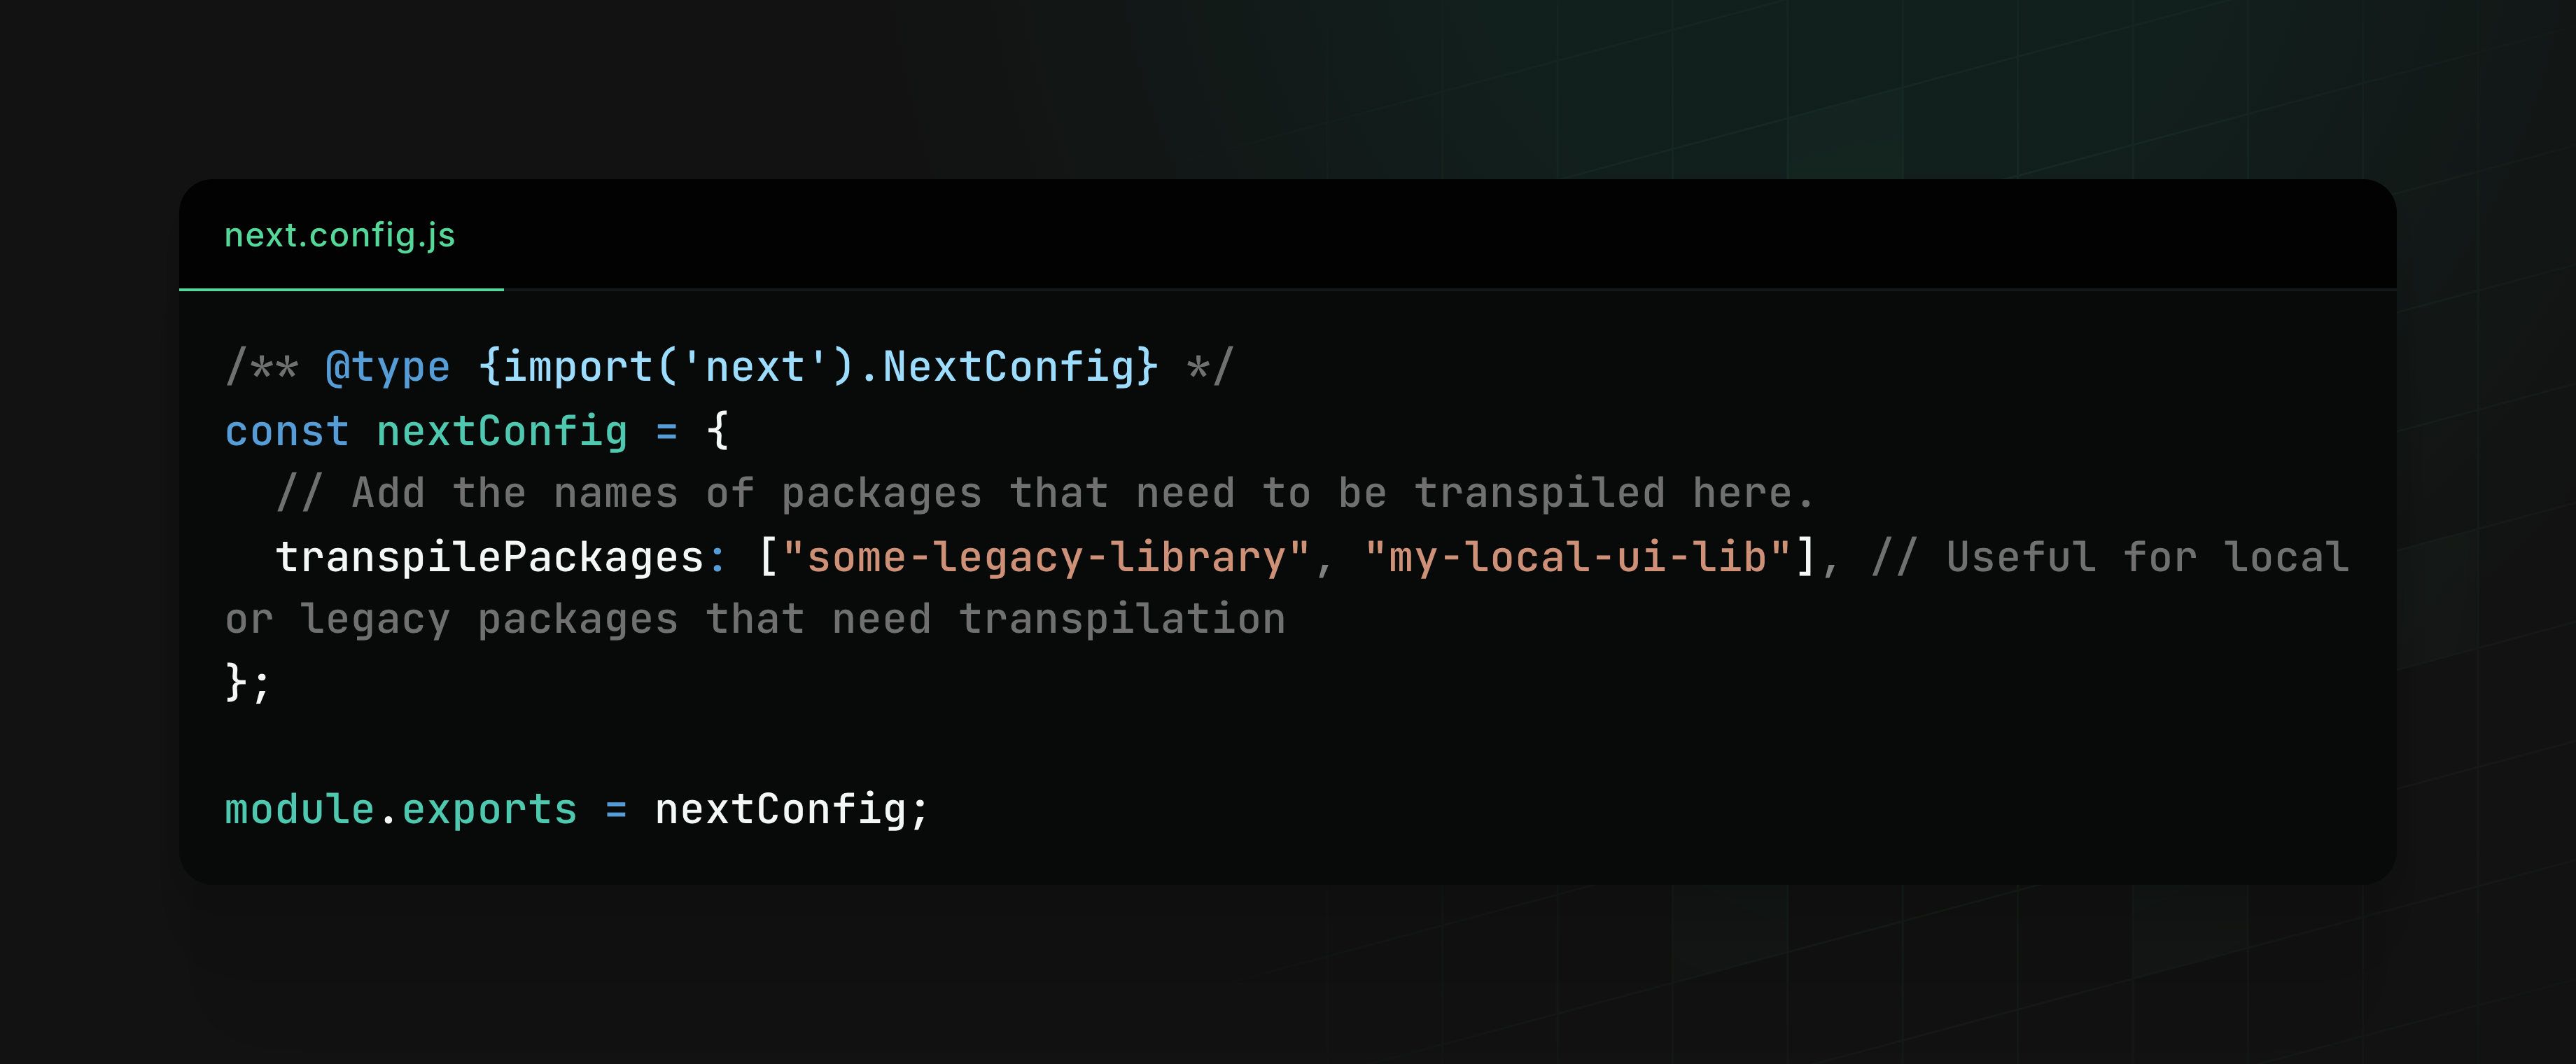 next.config.js
/** @type {import('next').NextConfig} */
const nextConfig = {
  // Add the names of packages that need to be transpiled here.
  transpilePackages: ["some-legacy-library", "my-local-ui-lib"], // Useful for local
or legacy packages that need transpilation
};
module.exports = nextConfig;